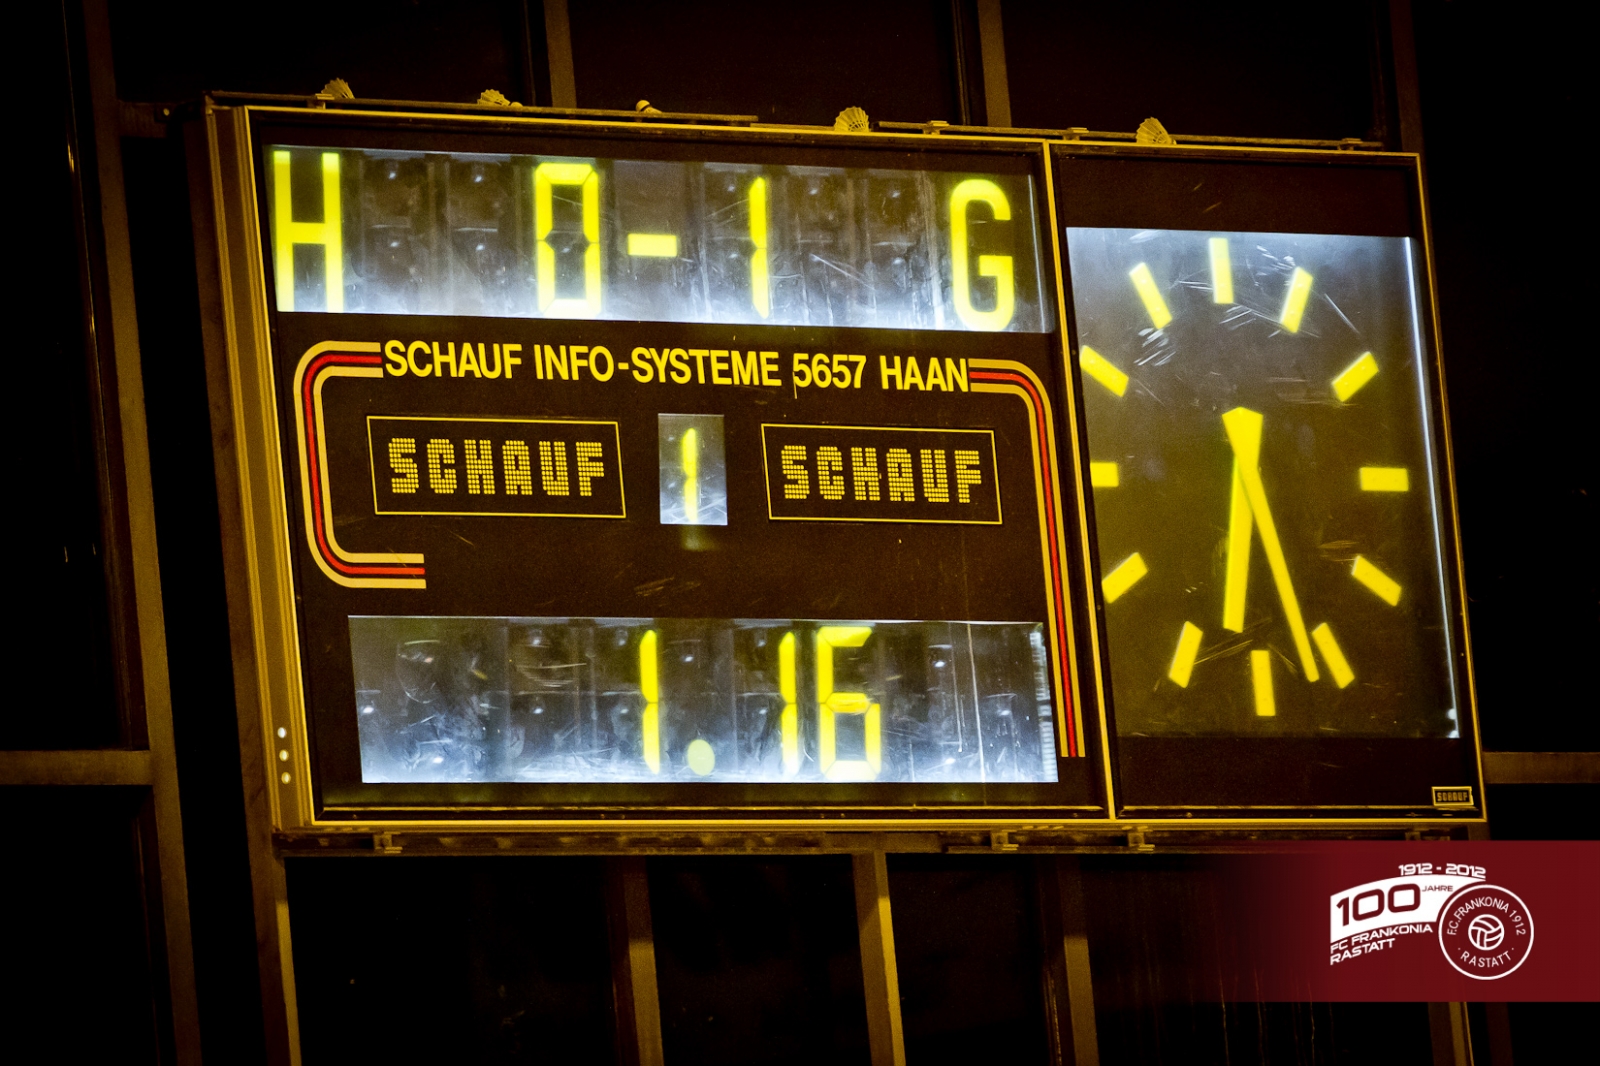 H 0-1 G
SCHAUF INFO-SYSTEME 5657 HAAN
SCHAUF 1 SCHAUF
1.16
SCHAUF
1912 - 2012
100 JAHRE
FC FRANKONIA
RASTATT
F.C. FRANKONIA 1912
· RASTATT ·